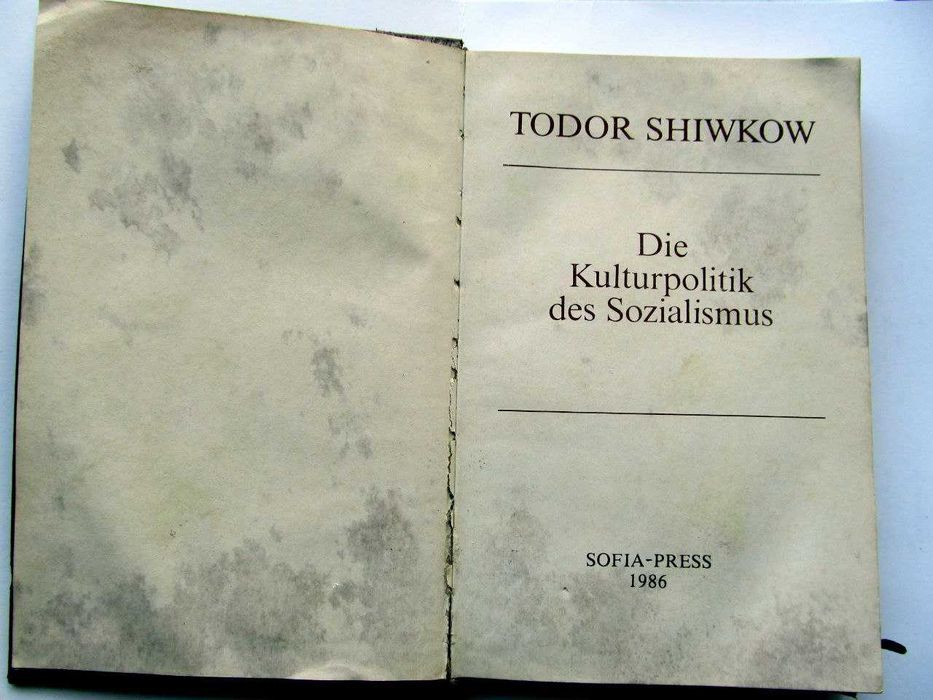 TODOR SHIWKOW
Die
Kulturpolitik
des Sozialismus
SOFIA-PRESS
1986